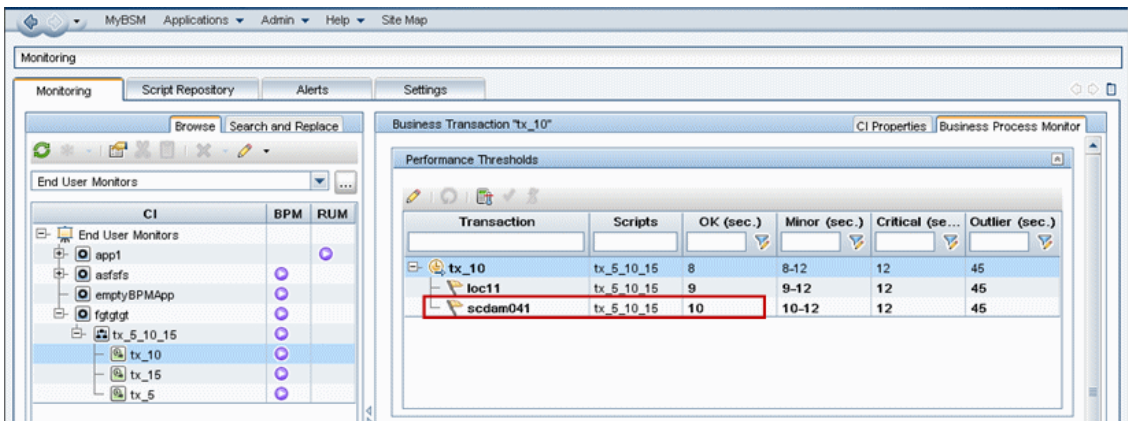 MyBSM Applications Admin Help Site Map
Monitoring
Monitoring Script Repository Alerts Settings
Browse Search and Replace
End User Monitors ...
CI BPM RUM
End User Monitors
app1
asfsfs
emptyBPMApp
fgtgtgt
tx_5_10_15
tx_10
tx_15
tx_5
Business Transaction "tx_10" CI Properties Business Process Monitor
Performance Thresholds
Transaction Scripts OK (sec.) Minor (sec.) Critical (se... Outlier (sec.)
tx_10 tx_5_10_15 8 8-12 12 45
loc11 tx_5_10_15 9 9-12 12 45
scdam041 tx_5_10_15 10 10-12 12 45